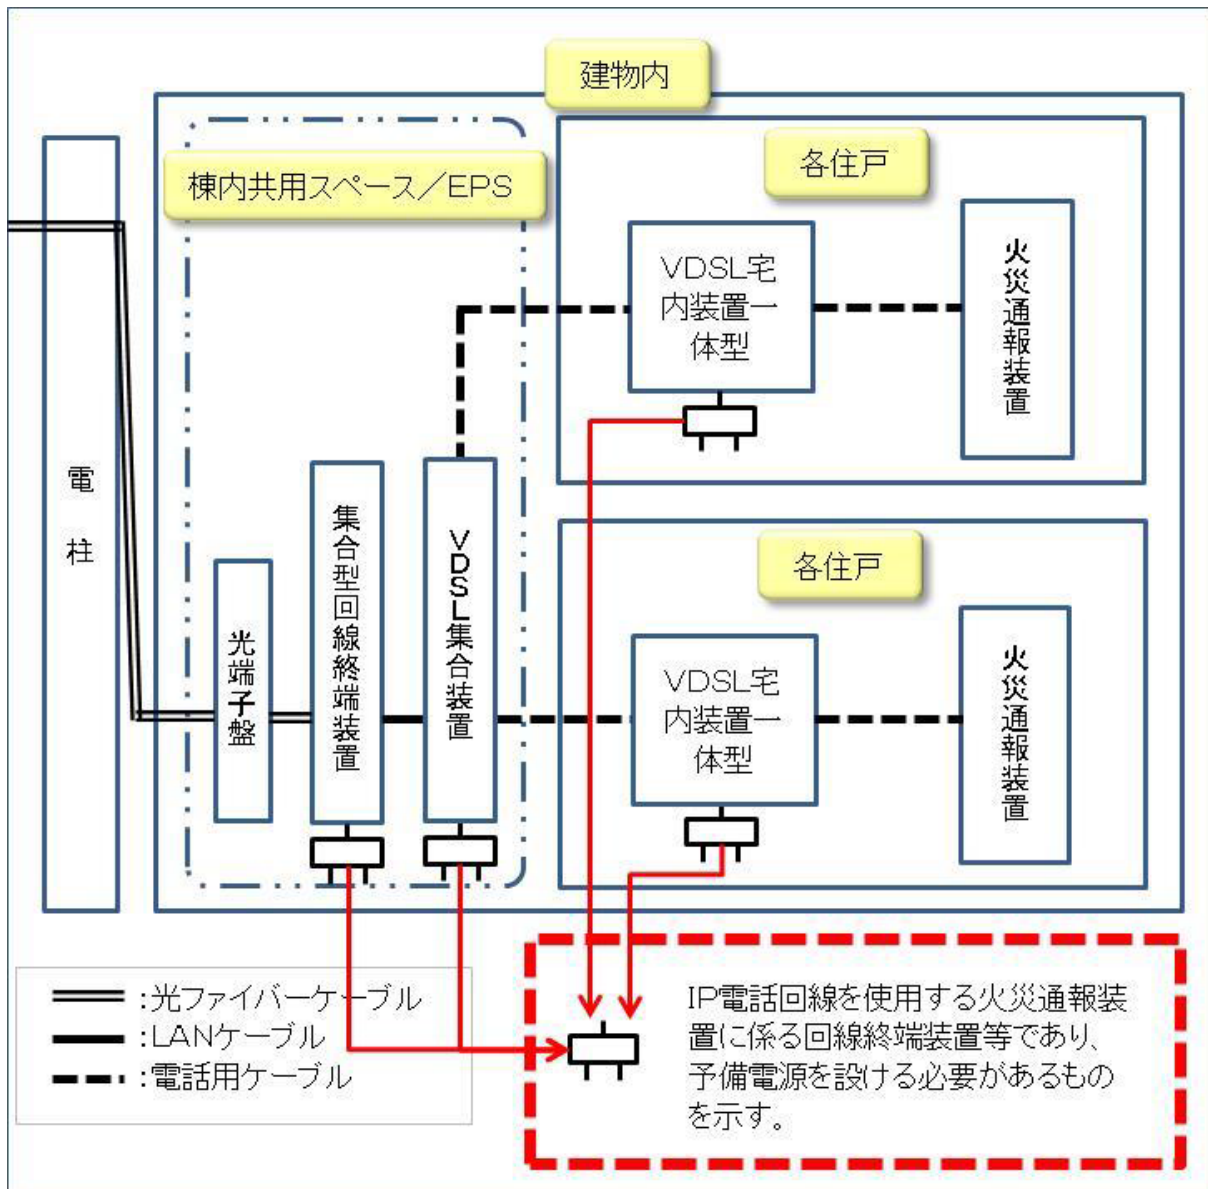 建物内
棟内共用スペース／EPS
各住戸
VDSL宅
内装置一
体型
火災通報装置
電柱
集合型回線終端装置
VDSL集合装置
光端子盤
各住戸
VDSL宅
内装置一
体型
火災通報装置
:光ファイバーケーブル
:LANケーブル
:電話用ケーブル
IP電話回線を使用する火災通報装
置に係る回線終端装置等であり、
予備電源を設ける必要があるもの
を示す。